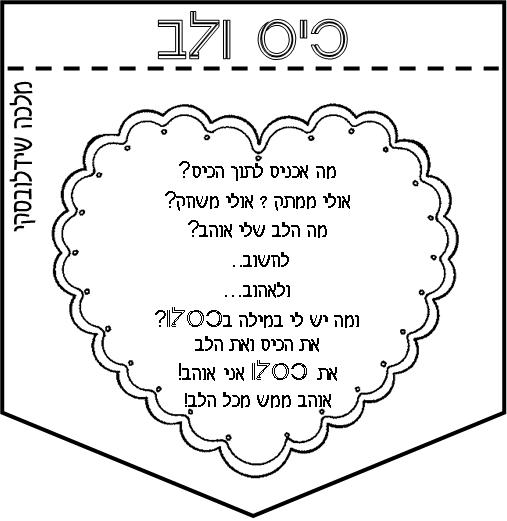 כיס ולב
מלכה שידלובסקי
מה אכניס לתוך הכיס?
אולי ממתק ? אולי משחק?
מה הלב שלי אוהב?
לחשוב..
ולאהוב...
ומה יש לי במילה בכסלו?
את הכיס ואת הלב
את כסלו אני אוהב!
אוהב ממש מכל הלב!